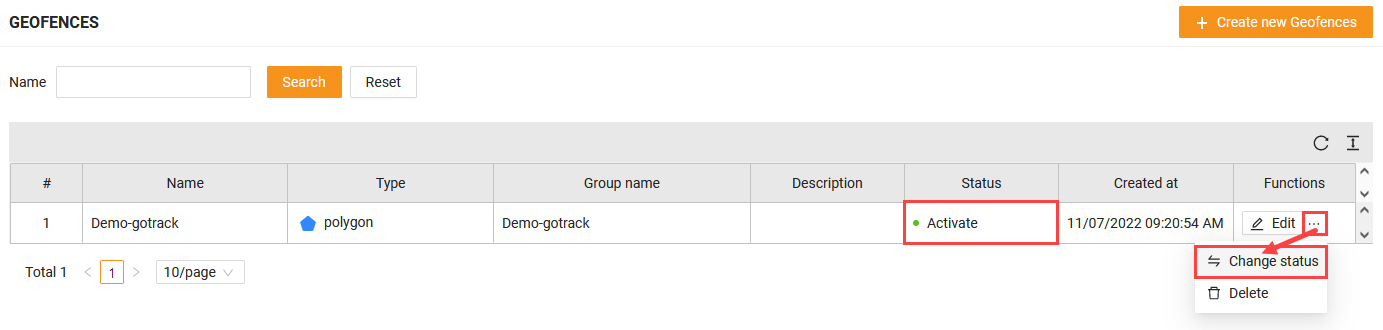 GEOFENCES
+ Create new Geofences
Name Search Reset
# Name Type Group name Description Status Created at Functions
1 Demo-gotrack polygon Demo-gotrack Activate 11/07/2022 09:20:54 AM Edit ...
Change status
Total 1 < 1 > 10/page
Delete